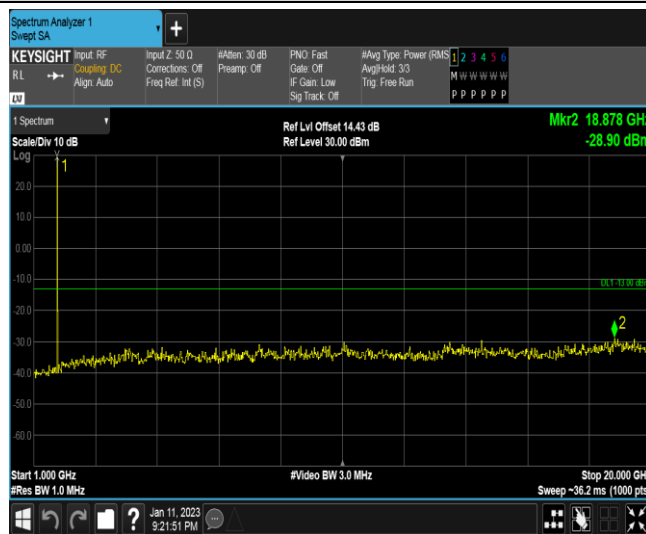 Spectrum Analyzer 1
Swept SA
+
KEYSIGHT Input: RF Input Z: 50 Ω #Atten: 30 dB PNO: Fast #Avg Type: Power (RMS 1 2 3 4 5 6
RL Coupling: DC Corrections: Off Preamp: Off Gate: Off Avg|Hold: 3/3 M W W W W W
Align: Auto Freq Ref: Int (S) IF Gain: Low Trig: Free Run
Sig Track: Off P P P P P P
LXI
1 Spectrum Ref Lvl Offset 14.43 dB Mkr2 18.878 GHz
Scale/Div 10 dB Ref Level 30.00 dBm -28.90 dBm
Log
1
20.0
10.0
0.00
-10.0
DL1 -13.00 dBm
-20.0
2
-30.0
-40.0
-50.0
-60.0
Start 1.000 GHz #Video BW 3.0 MHz Stop 20.000 GH
#Res BW 1.0 MHz Sweep ~36.2 ms (1000 pts
? Jan 11, 2023
9:21:51 PM